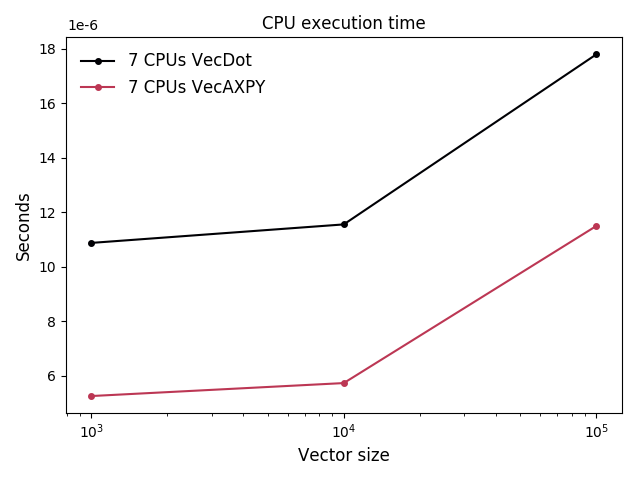 CPU execution time
1e-6
18
16
14
12
10
8
6
Seconds
7 CPUs VecDot
7 CPUs VecAXPY
10³
10⁴
10⁵
Vector size